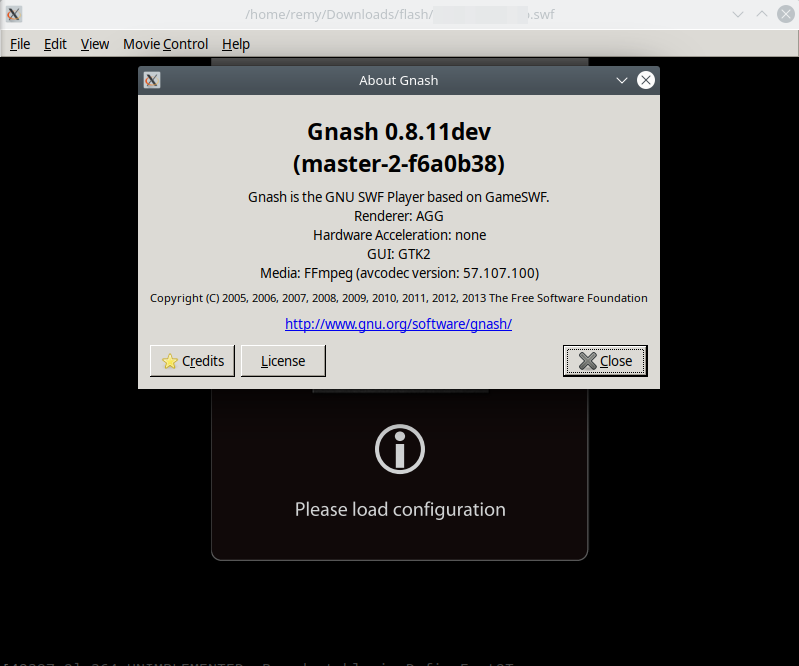 /home/remy/Downloads/flash/ .swf
File Edit View Movie Control Help
About Gnash
Gnash 0.8.11dev
(master-2-f6a0b38)
Gnash is the GNU SWF Player based on GameSWF.
Renderer: AGG
Hardware Acceleration: none
GUI: GTK2
Media: FFmpeg (avcodec version: 57.107.100)
Copyright (C) 2005, 2006, 2007, 2008, 2009, 2010, 2011, 2012, 2013 The Free Software Foundation
http://www.gnu.org/software/gnash/
Credits License Close
Please load configuration